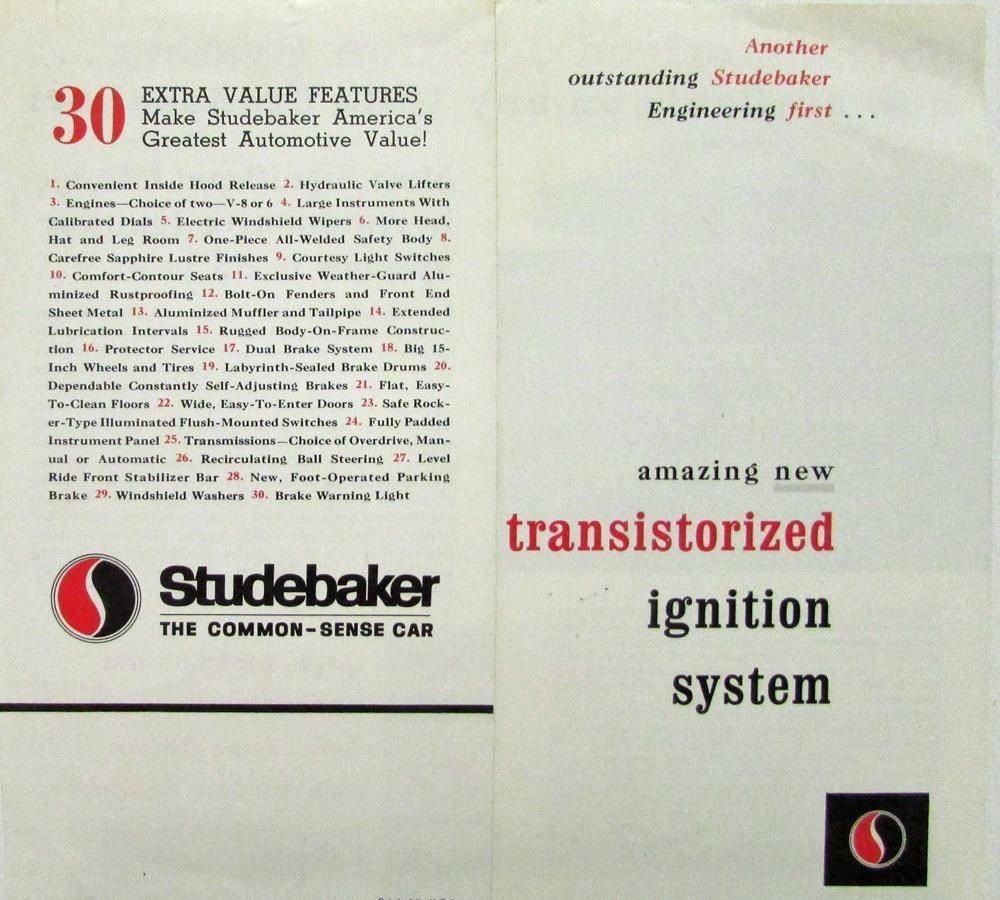 30 EXTRA VALUE FEATURES
Make Studebaker America's
Greatest Automotive Value!
1. Convenient Inside Hood Release 2. Hydraulic Valve Lifters
3. Engines—Choice of two—V-8 or 6 4. Large Instruments With
Calibrated Dials 5. Electric Windshield Wipers 6. More Head,
Hat and Leg Room 7. One-Piece All-Welded Safety Body 8.
Carefree Sapphire Lustre Finishes 9. Courtesy Light Switches
10. Comfort-Contour Seats 11. Exclusive Weather-Guard Alu-
minized Rustproofing 12. Bolt-On Fenders and Front End
Sheet Metal 13. Aluminized Muffler and Tailpipe 14. Extended
Lubrication Intervals 15. Rugged Body-On-Frame Construc-
tion 16. Protector Service 17. Dual Brake System 18. Big 15-
Inch Wheels and Tires 19. Labyrinth-Sealed Brake Drums 20.
Dependable Constantly Self-Adjusting Brakes 21. Flat, Easy-
To-Clean Floors 22. Wide, Easy-To-Enter Doors 23. Safe Rock-
er-Type Illuminated Flush-Mounted Switches 24. Fully Padded
Instrument Panel 25. Transmissions—Choice of Overdrive, Man-
ual or Automatic 26. Recirculating Ball Steering 27. Level
Ride Front Stabilizer Bar 28. New, Foot-Operated Parking
Brake 29. Windshield Washers 30. Brake Warning Light
Studebaker
THE COMMON-SENSE CAR
Another
outstanding Studebaker
Engineering first . . .
amazing new
transistorized
ignition
system